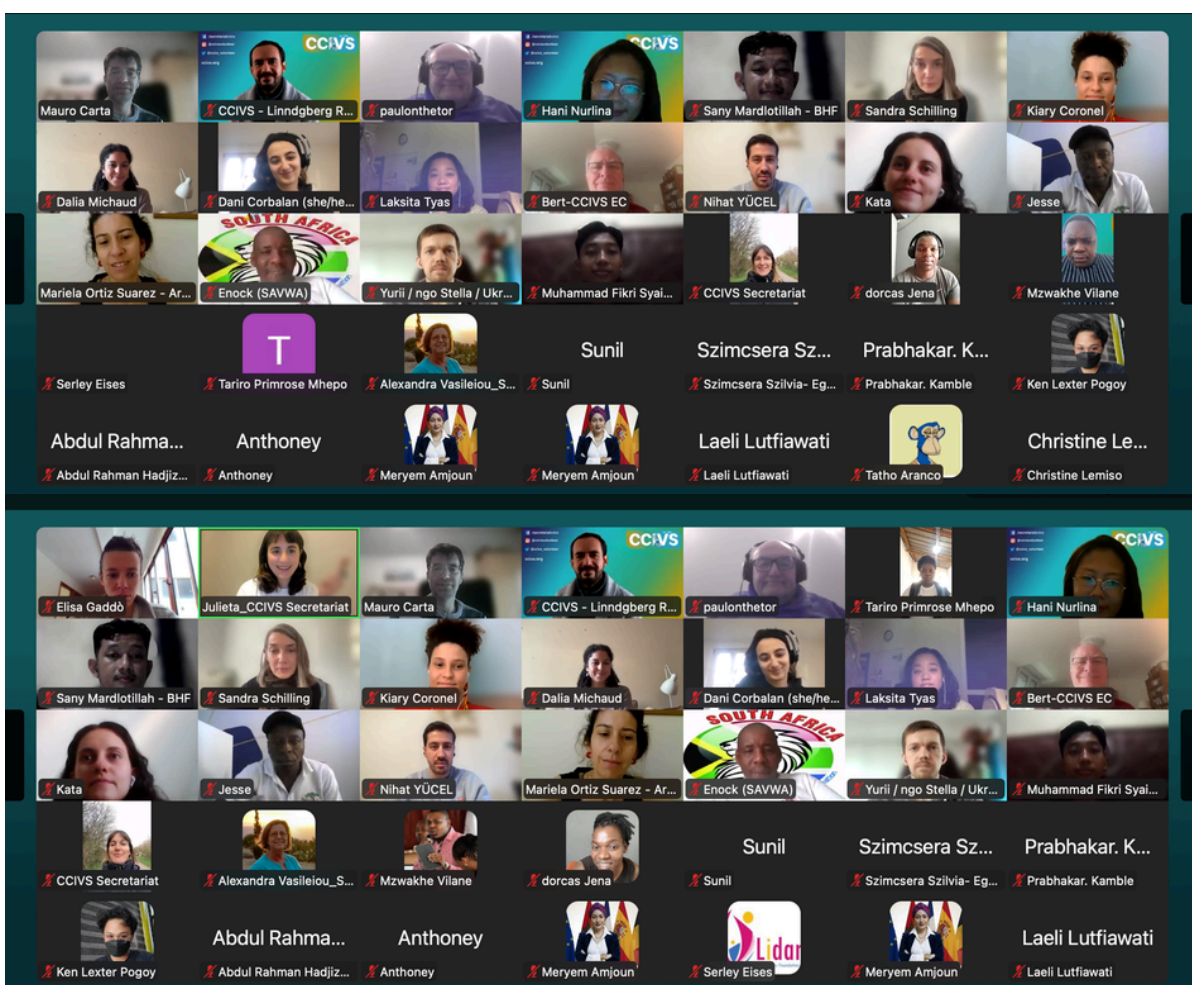 CCIVS
CCIVS
Mauro Carta
CCIVS - Linndgberg R...
paulonthetor
Hani Nurlina
Sany Mardlotillah - BHF
Sandra Schilling
Kiary Coronel
Dalia Michaud
Dani Corbalan (she/he...
Laksita Tyas
Bert-CCIVS EC
Nihat YÜCEL
Kata
Jesse
SOUTH AFRICA
Mariela Ortiz Suarez - Ar...
Enock (SAVWA)
Yurii / ngo Stella / Ukr...
Muhammad Fikri Syai...
CCIVS Secretariat
dorcas Jena
Mzwakhe Vilane
T
Sunil
Szimcsera Sz...
Prabhakar. K...
Serley Eises
Tariro Primrose Mhepo
Alexandra Vasileiou_S...
Sunil
Szimcsera Szilvia- Eg...
Prabhakar. Kamble
Ken Lexter Pogoy
Abdul Rahma...
Anthoney
Laeli Lutfiawati
Christine Le...
Abdul Rahman Hadjiz...
Anthoney
Meryem Amjoun
Meryem Amjoun
Laeli Lutfiawati
Tatho Aranco
Christine Lemiso
CCIVS
CCIVS
Elisa Gaddò
Julieta_CCIVS Secretariat
Mauro Carta
CCIVS - Linndgberg R...
paulonthetor
Tariro Primrose Mhepo
Hani Nurlina
Sany Mardlotillah - BHF
Sandra Schilling
Kiary Coronel
Dalia Michaud
Dani Corbalan (she/he...
Laksita Tyas
Bert-CCIVS EC
SOUTH AFRICA
Kata
Jesse
Nihat YÜCEL
Mariela Ortiz Suarez - Ar...
Enock (SAVWA)
Yurii / ngo Stella / Ukr...
Muhammad Fikri Syai...
Sunil
Szimcsera Sz...
Prabhakar. K...
CCIVS Secretariat
Alexandra Vasileiou_S...
Mzwakhe Vilane
dorcas Jena
Sunil
Szimcsera Szilvia- Eg...
Prabhakar. Kamble
Abdul Rahma...
Anthoney
Lidar
Laeli Lutfiawati
Ken Lexter Pogoy
Abdul Rahman Hadjiz...
Anthoney
Meryem Amjoun
Serley Eises
Meryem Amjoun
Laeli Lutfiawati